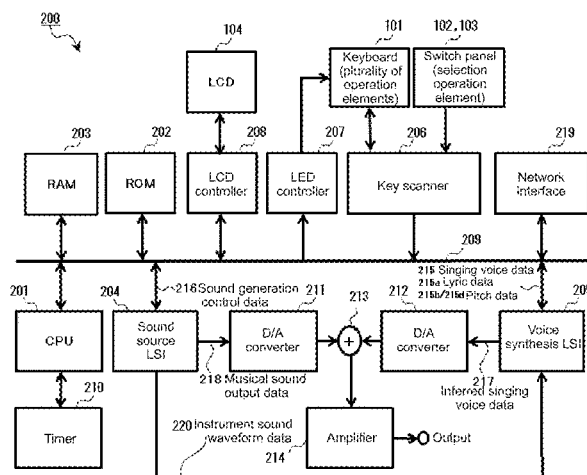 200
104
LCD
101
Keyboard
(plurality of
operation
elements)
102, 103
Switch panel
(selection
operation
element)
203
RAM
202
ROM
208
LCD
controller
207
LED
controller
206
Key scanner
219
Network
interface
209
216 Sound generation
control data
215 Singing voice data
215a Lyric data
215b/215d Pitch data
201
CPU
204
Sound
source
LSI
211
D/A
converter
213
+
212
D/A
converter
Voice
synthesis LSI
218 Musical sound
output data
217
Inferred singing
voice data
210
Timer
220 Instrument sound
waveform data
214
Amplifier
Output